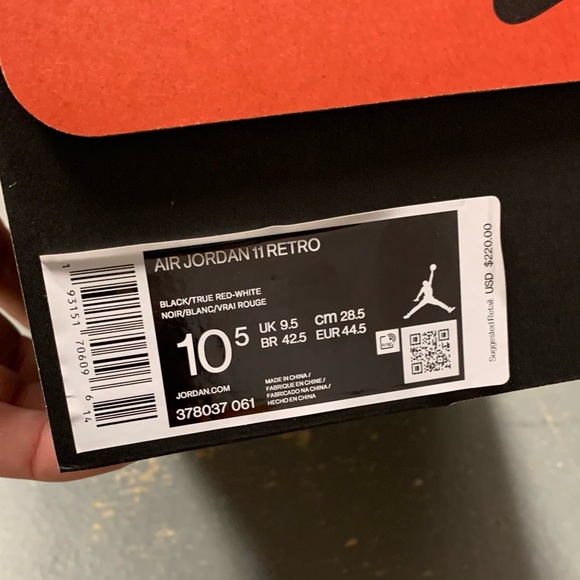 AIR JORDAN 11 RETRO
BLACK/TRUE RED-WHITE
NOIR/BLANC/VRAI ROUGE
10 5 UK 9.5 cm 28.5
BR 42.5 EUR 44.5
JORDAN.COM
378037 061
MADE IN CHINA /
FABRIQUE EN CHINE /
FABRICADO NA CHINA /
HECHO EN CHINA
1 93151 70609 6 14
Suggested Retail USD $220.00